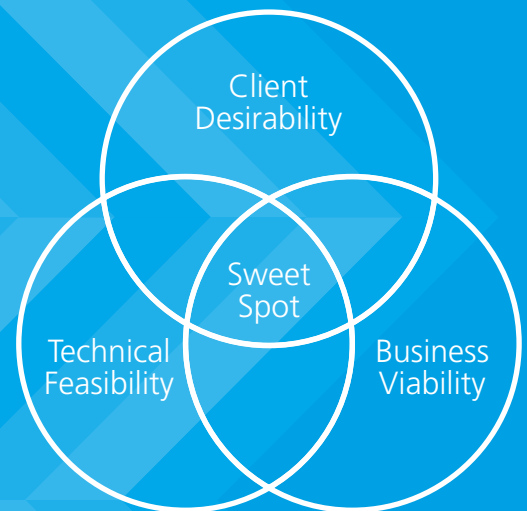 Client
Desirability
Sweet
Spot
Technical
Feasibility
Business
Viability